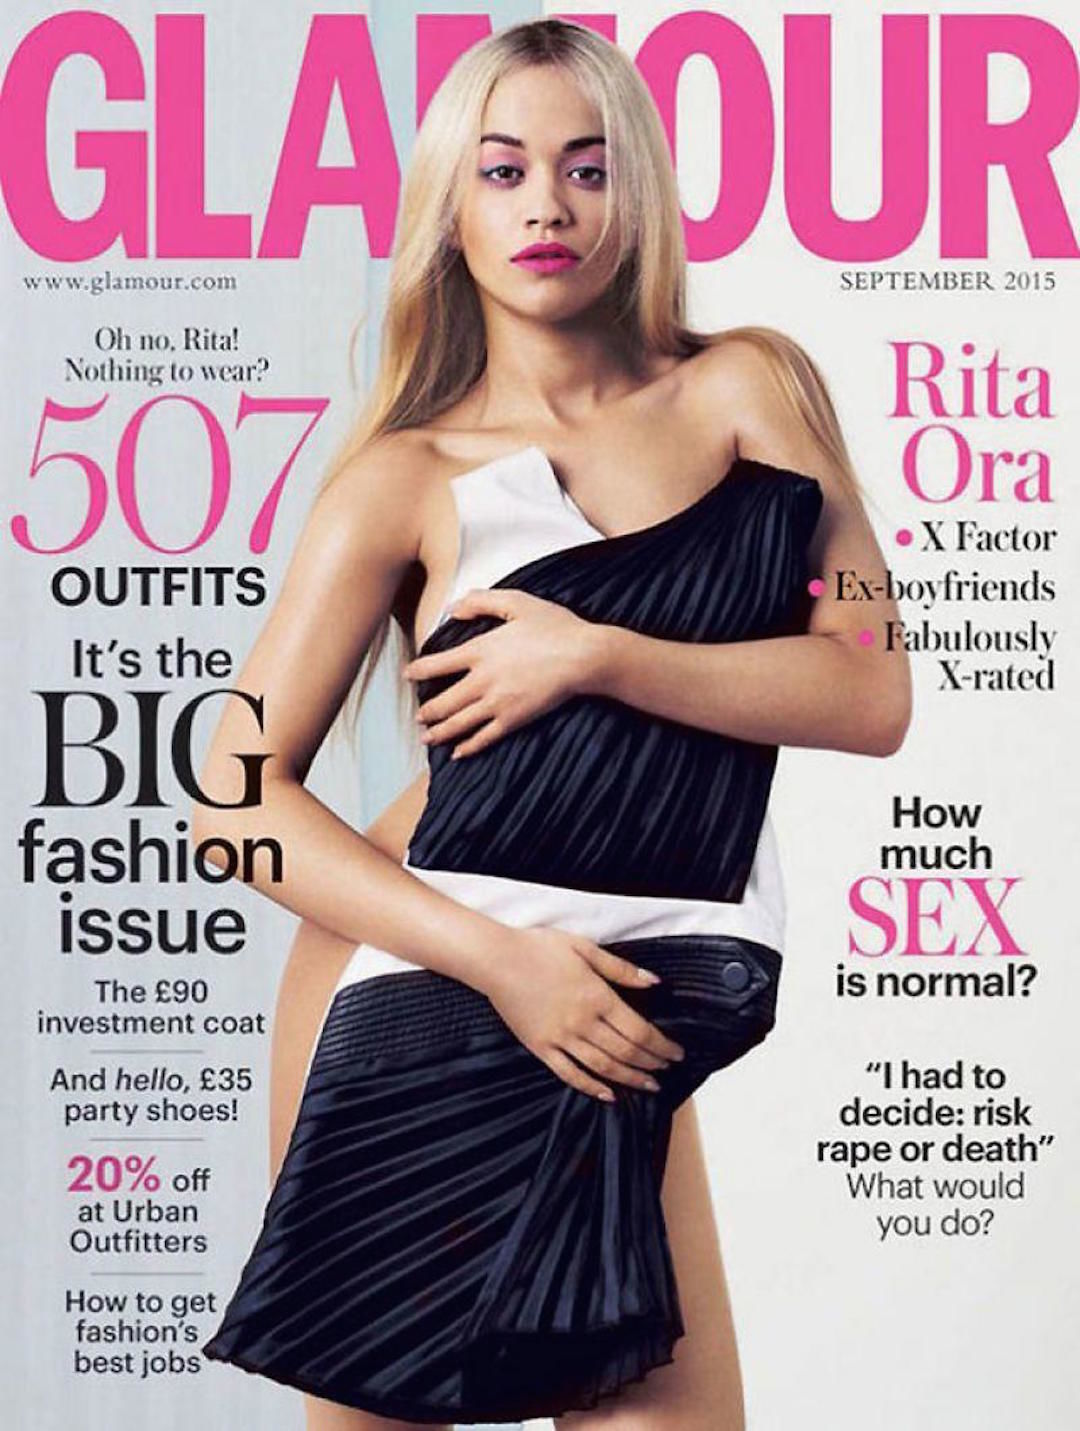 GLAMOUR
www.glamour.com
SEPTEMBER 2015
Oh no, Rita!
Nothing to wear?
507
OUTFITS
It's the
BIG
fashion
issue
The £90
investment coat
And hello, £35
party shoes!
20% off
at Urban
Outfitters
How to get
fashion's
best jobs
Rita
Ora
• X Factor
• Ex-boyfriends
• Fabulously
X-rated
How
much
SEX
is normal?
“I had to
decide: risk
rape or death”
What would
you do?